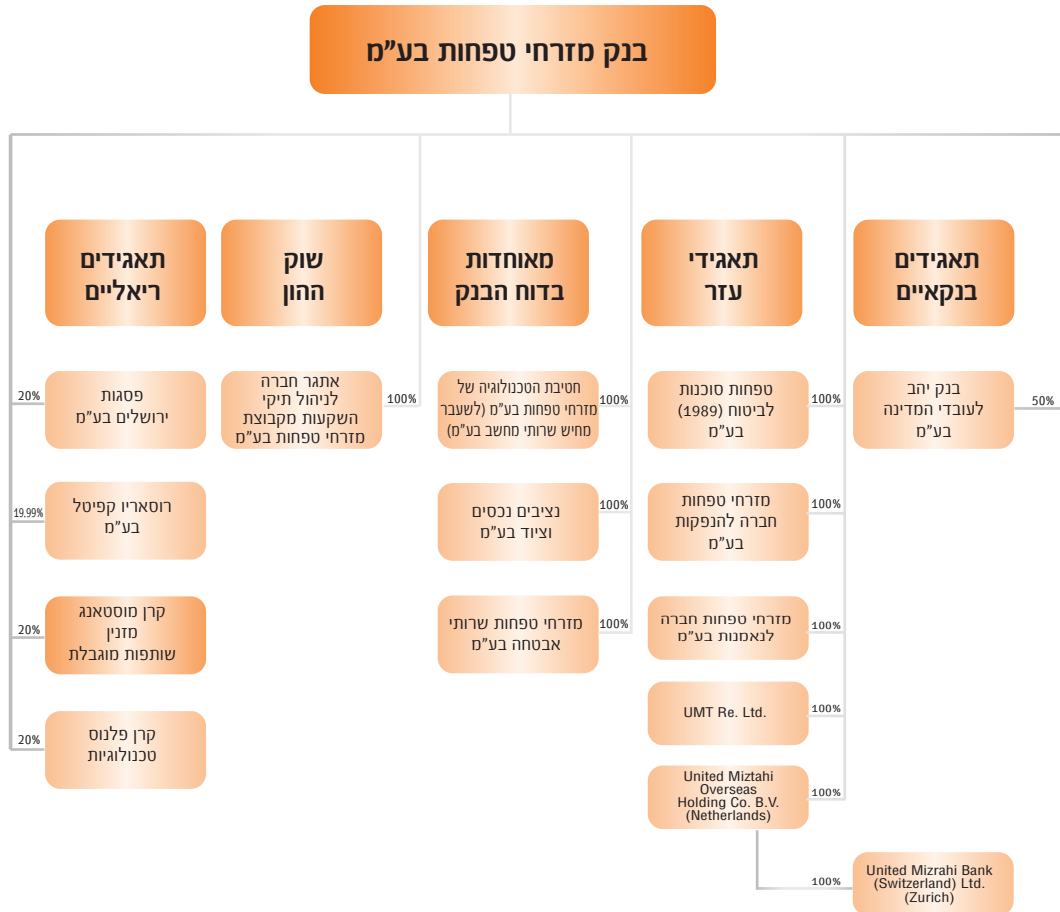 בנק מזרחי טפחות בע"מ
תאגידים
בנקאיים
בנק יהב
לעובדי המדינה
בע"מ
50%
תאגידי
עזר
טפחות סוכנות
לביטוח (1989)
בע"מ
100%
מזרחי טפחות
חברה להנפקות
בע"מ
100%
מזרחי טפחות חברה
לנאמנות בע"מ
100%
UMT Re. Ltd.
100%
United Miztahi
Overseas
Holding Co. B.V.
(Netherlands)
100%
United Mizrahi Bank
(Switzerland) Ltd.
(Zurich)
100%
מאוחדות
בדוח הבנק
חטיבת הטכנולוגיה של
מזרחי טפחות בע"מ (לשעבר
מחיש שרותי מחשב בע"מ)
100%
נציבים נכסים
וציוד בע"מ
100%
מזרחי טפחות שרותי
אבטחה בע"מ
100%
שוק
ההון
אתגר חברה
לניהול תיקי
השקעות מקבוצת
מזרחי טפחות בע"מ
100%
תאגידים
ריאליים
פסגות
ירושלים בע"מ
20%
רוסאריו קפיטל
בע"מ
19.99%
קרן מוסטאנג
מזנין
שותפות מוגבלת
20%
קרן פלנוס
טכנולוגיות
20%